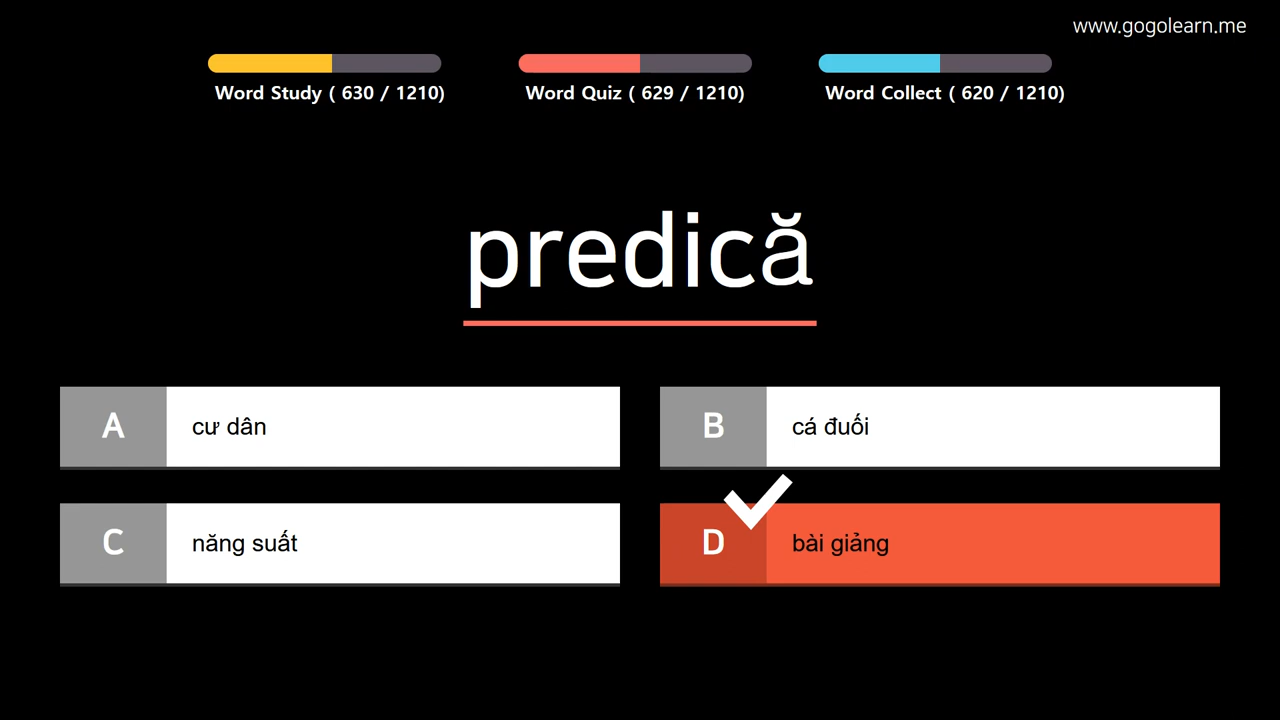 www.gogolearn.me
Word Study ( 630 / 1210)
Word Quiz ( 629 / 1210)
Word Collect ( 620 / 1210)
predică
A
cư dân
B
cá đuối
C
năng suất
D
bài giảng